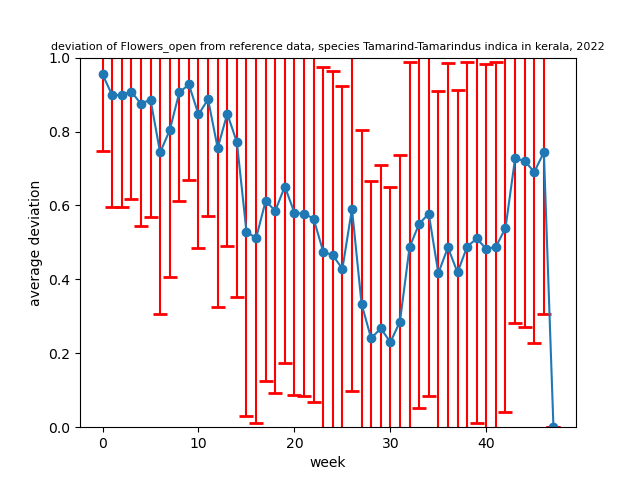 deviation of Flowers_open from reference data, species Tamarind-Tamarindus indica in kerala, 2022
1.0
0.8
0.6
0.4
0.2
0.0
average deviation
0 10 20 30 40
week